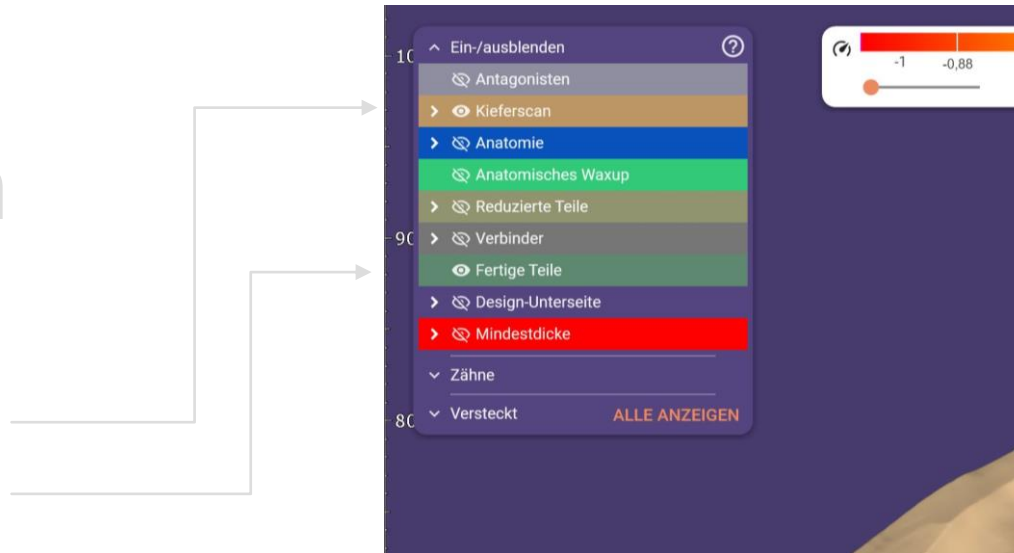 100
Ein-/ausblenden
Antagonisten
Kieferscan
Anatomie
Anatomisches Waxup
Reduzierte Teile
90
Verbinder
Fertige Teile
Design-Unterseite
Mindestdicke
Zähne
80
Versteckt ALLE ANZEIGEN
-1 -0,88